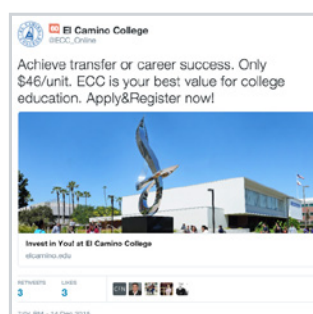 El Camino College
@ECC_Online
Achieve transfer or career success. Only
$46/unit. ECC is your best value for college
education. Apply&Register now!
Invest in You! at El Camino College
elcamino.edu
RETWEETS LIKES
3 3